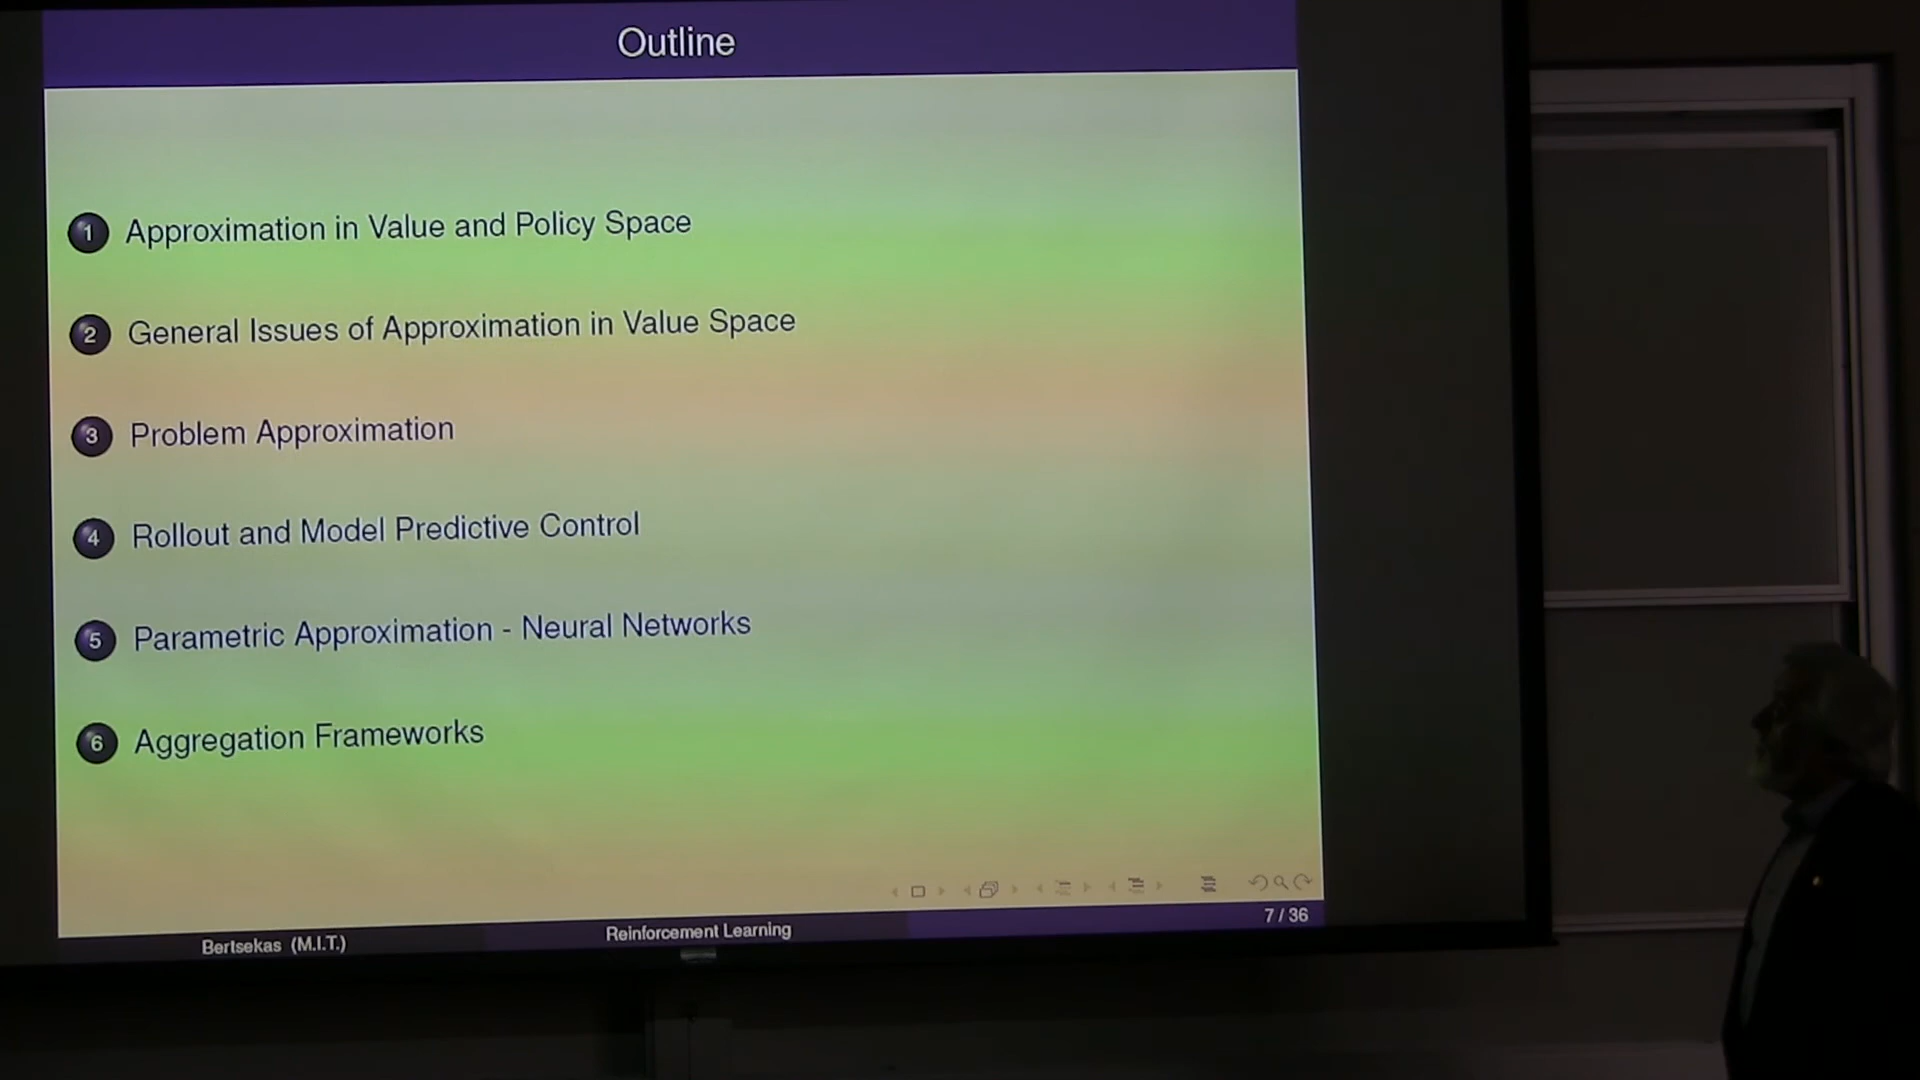 Outline
1 Approximation in Value and Policy Space
2 General Issues of Approximation in Value Space
3 Problem Approximation
4 Rollout and Model Predictive Control
5 Parametric Approximation - Neural Networks
6 Aggregation Frameworks
Bertsekas (M.I.T.) Reinforcement Learning 7 / 36